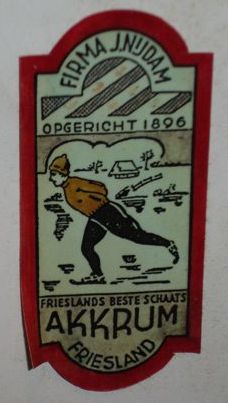 FIRMA J. NIJDAM
OPGERICHT 1896
FRIESLANDS BESTE SCHAATS
AKKRUM
FRIESLAND